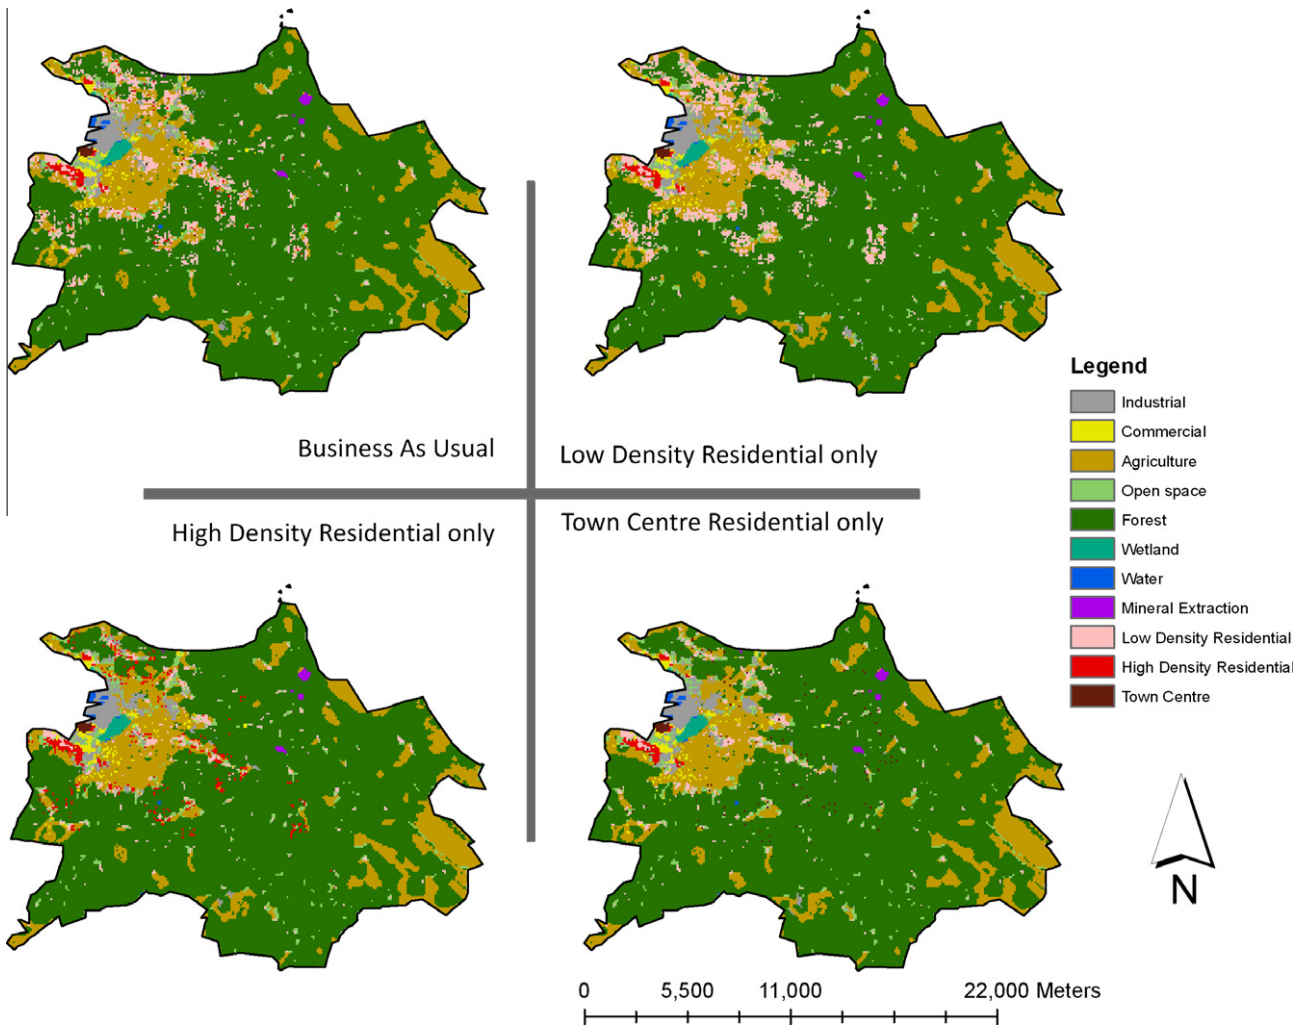 Business As Usual
Low Density Residential only
High Density Residential only
Town Centre Residential only
Legend
Industrial
Commercial
Agriculture
Open space
Forest
Wetland
Water
Mineral Extraction
Low Density Residential
High Density Residential
Town Centre
N
0 5,500 11,000 22,000 Meters